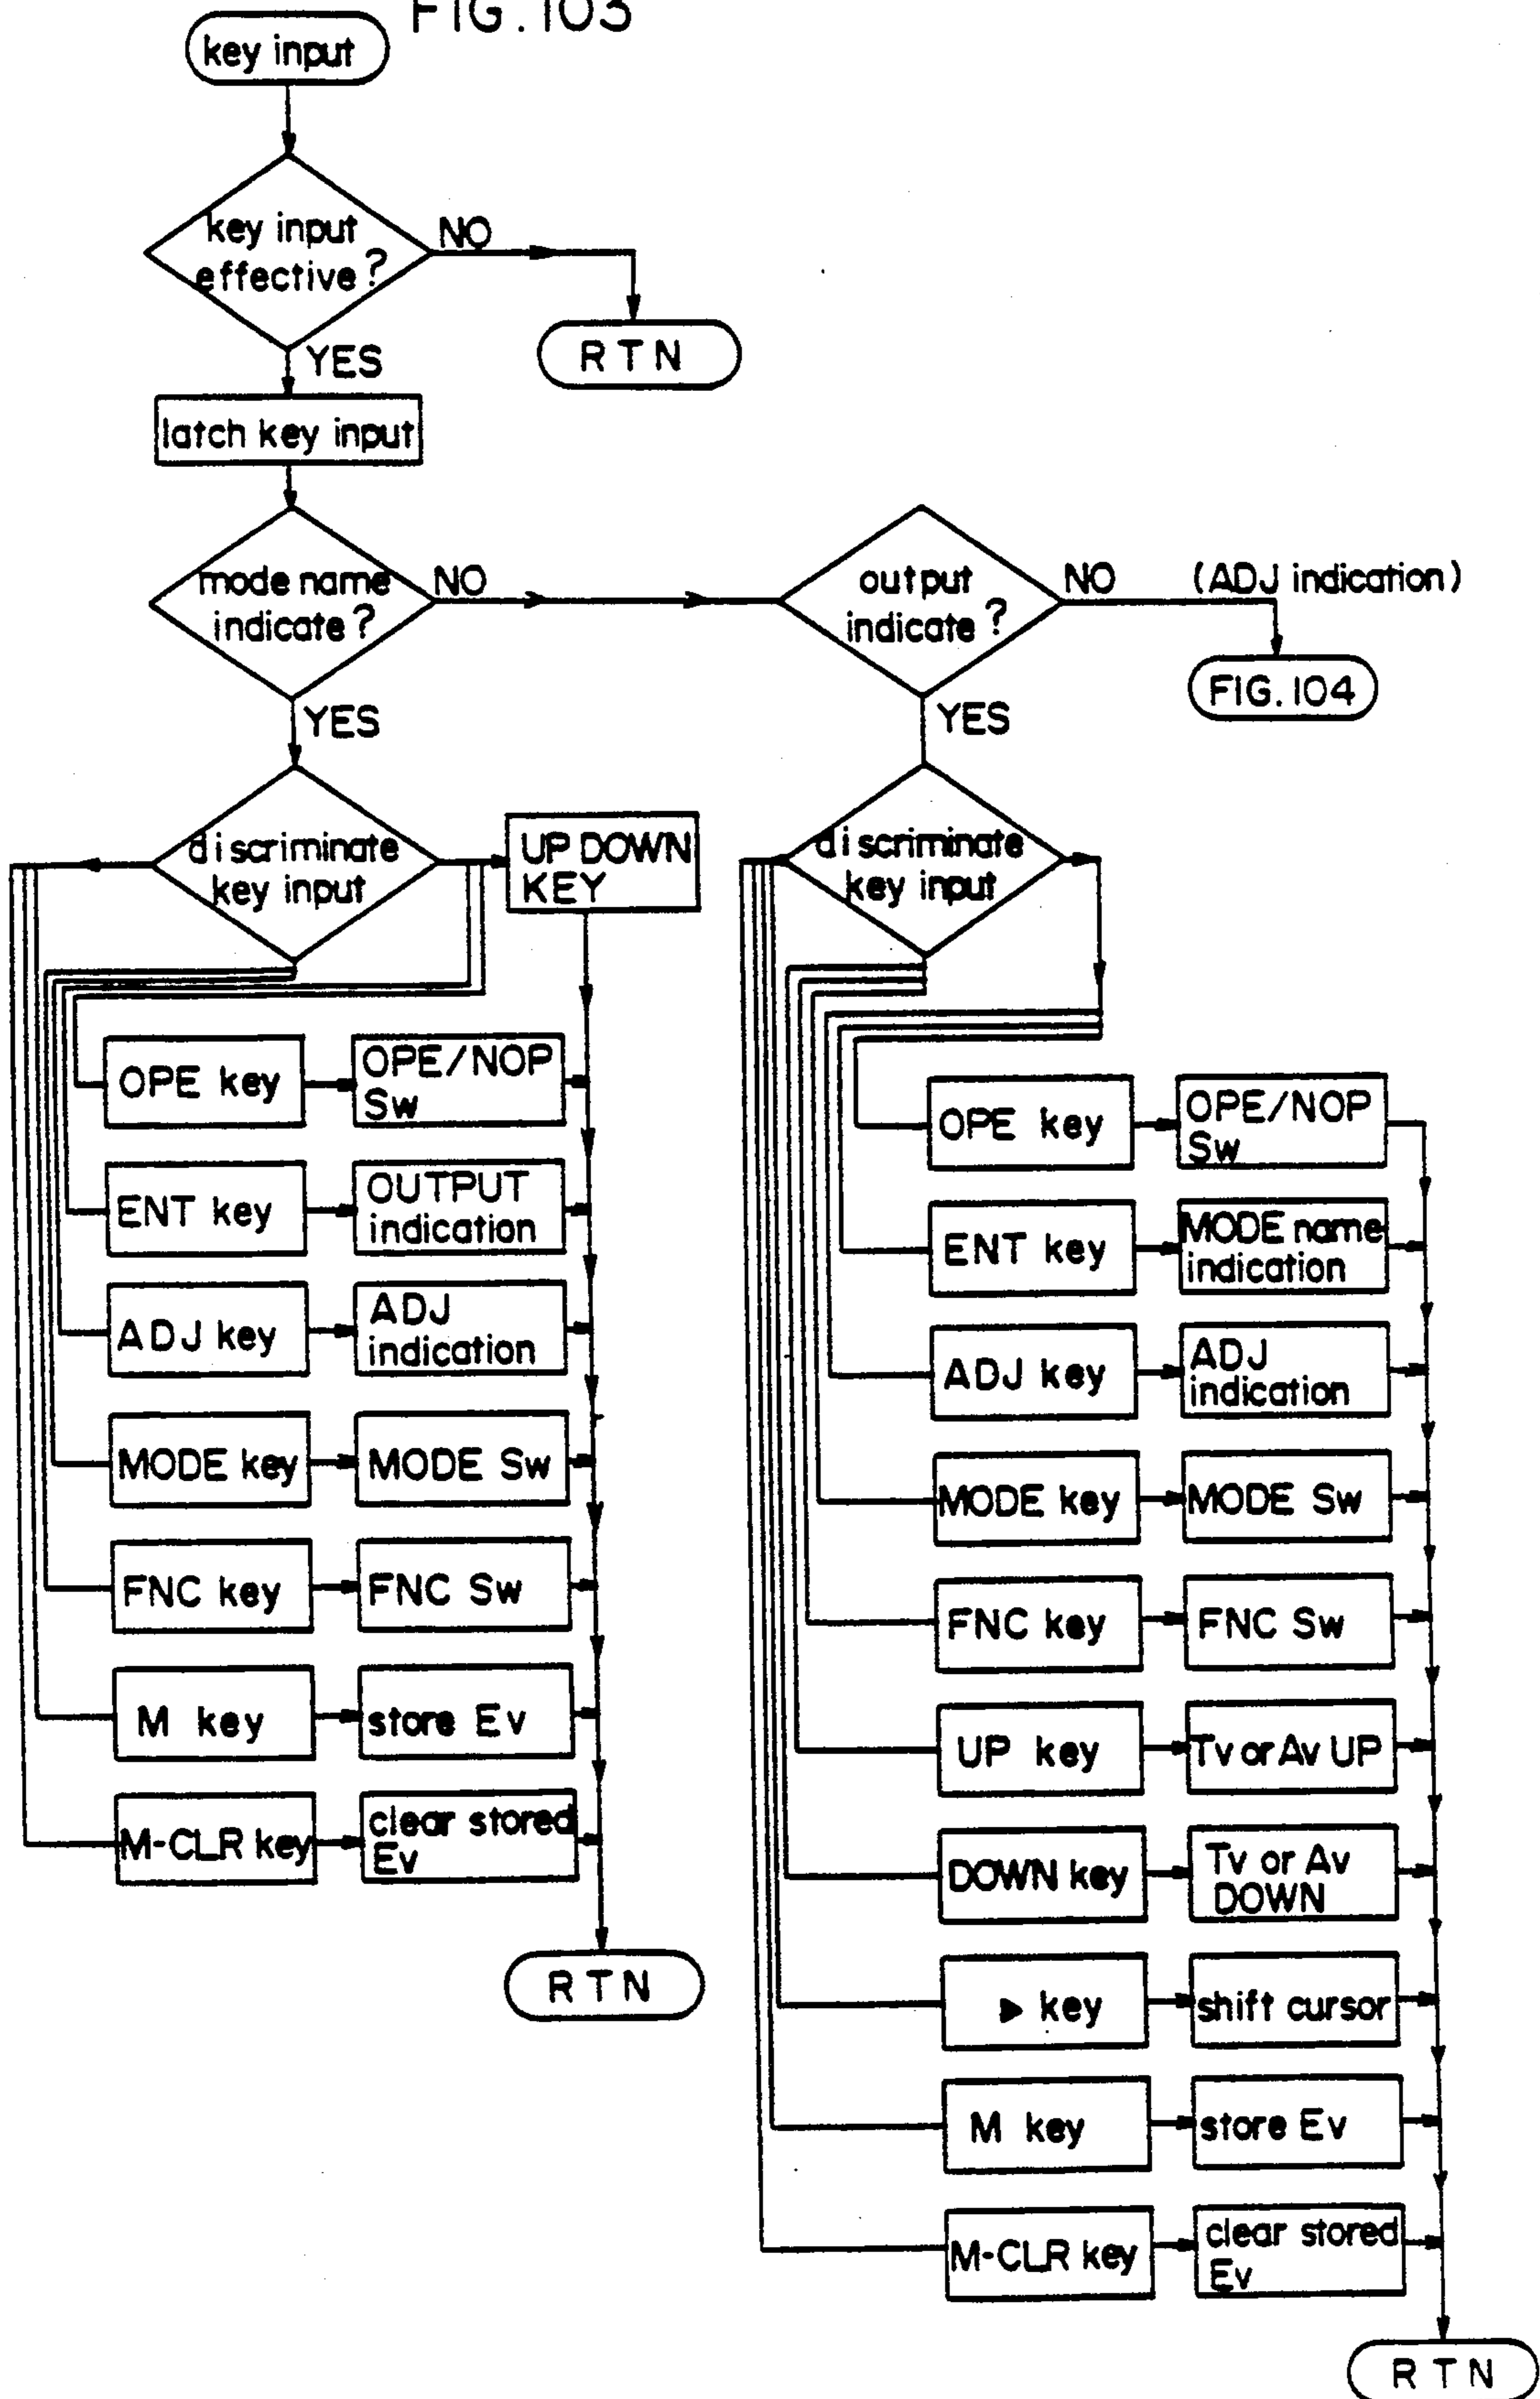 FIG. 103
key input
key input
effective?
NO
RTN
YES
latch key input
mode name
indicate?
NO
output
indicate?
NO
(ADJ indication)
FIG. 104
YES
YES
discriminate
key input
UP DOWN
KEY
OPE key
OPE/NOP
Sw
ENT key
OUTPUT
indication
ADJ key
ADJ
indication
MODE key
MODE Sw
FNC key
FNC Sw
M key
store Ev
M-CLR key
clear stored
Ev
RTN
discriminate
key input
OPE key
OPE/NOP
Sw
ENT key
MODE name
indication
ADJ key
ADJ
indication
MODE key
MODE Sw
FNC key
FNC Sw
UP key
Tv or Av UP
DOWN key
Tv or Av
DOWN
▶ key
shift cursor
M key
store Ev
M-CLR key
clear stored
Ev
RTN